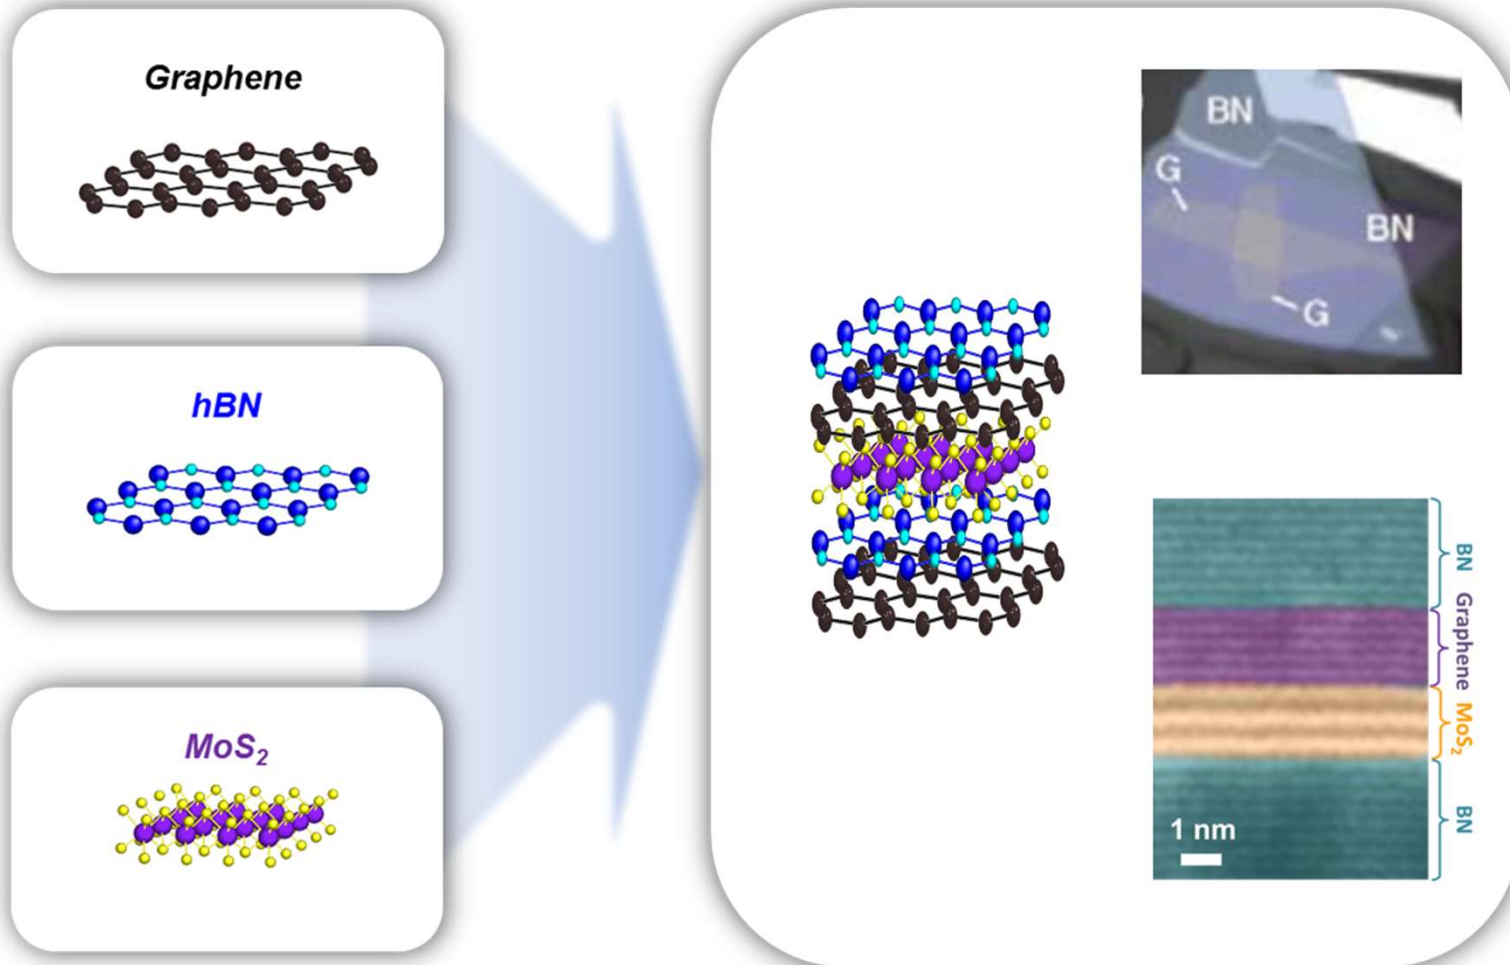 Graphene
hBN
MoS₂
BN
G
BN
G
BN
Graphene
MoS₂
BN
1 nm